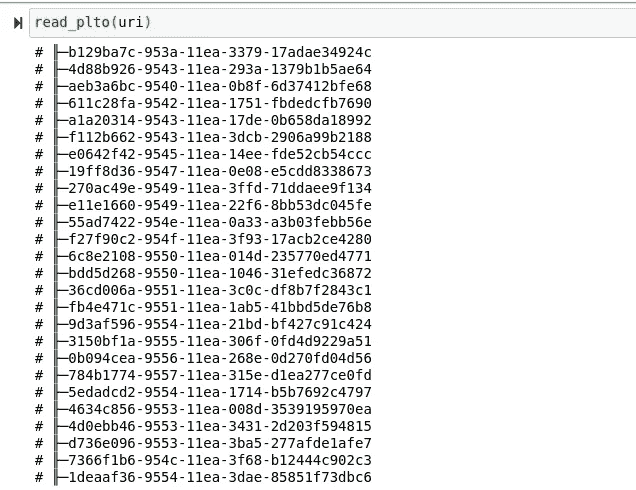 read_plto(uri)
# ╟─b129ba7c-953a-11ea-3379-17adae34924c
# ╟─4d88b926-9543-11ea-293a-1379b1b5ae64
# ╟─aeb3a6bc-9540-11ea-0b8f-6d37412bfe68
# ╟─611c28fa-9542-11ea-1751-fbdedcfb7690
# ╟─a1a20314-9543-11ea-17de-0b658da18992
# ╟─f112b662-9543-11ea-3dcb-2906a99b2188
# ╟─e0642f42-9545-11ea-14ee-fde52cb54ccc
# ╟─19ff8d36-9547-11ea-0e08-e5cdd8338673
# ╟─270ac49e-9549-11ea-3ffd-71ddaee9f134
# ╟─e11e1660-9549-11ea-22f6-8bb53dc045fe
# ╟─55ad7422-954e-11ea-0a33-a3b03febb56e
# ╟─f27f90c2-954f-11ea-3f93-17acb2ce4280
# ╟─6c8e2108-9550-11ea-014d-235770ed4771
# ╟─bdd5d268-9550-11ea-1046-31efedc36872
# ╟─36cd006a-9551-11ea-3c0c-df8b7f2843c1
# ╟─fb4e471c-9551-11ea-1ab5-41bbd5de76b8
# ╟─9d3af596-9554-11ea-21bd-bf427c91c424
# ╟─3150bf1a-9555-11ea-306f-0fd4d9229a51
# ╟─0b094cea-9556-11ea-268e-0d270fd04d56
# ╟─784b1774-9557-11ea-315e-d1ea277ce0fd
# ╟─5edadcd2-9554-11ea-1714-b5b7692c4797
# ╟─4634c856-9553-11ea-008d-3539195970ea
# ╟─4d0ebb46-9553-11ea-3431-2d203f594815
# ╟─d736e096-9553-11ea-3ba5-277afde1afe7
# ╟─7366f1b6-954c-11ea-3f68-b12444c902c3
# ╟─1deaaf36-9554-11ea-3dae-85851f73dbc6